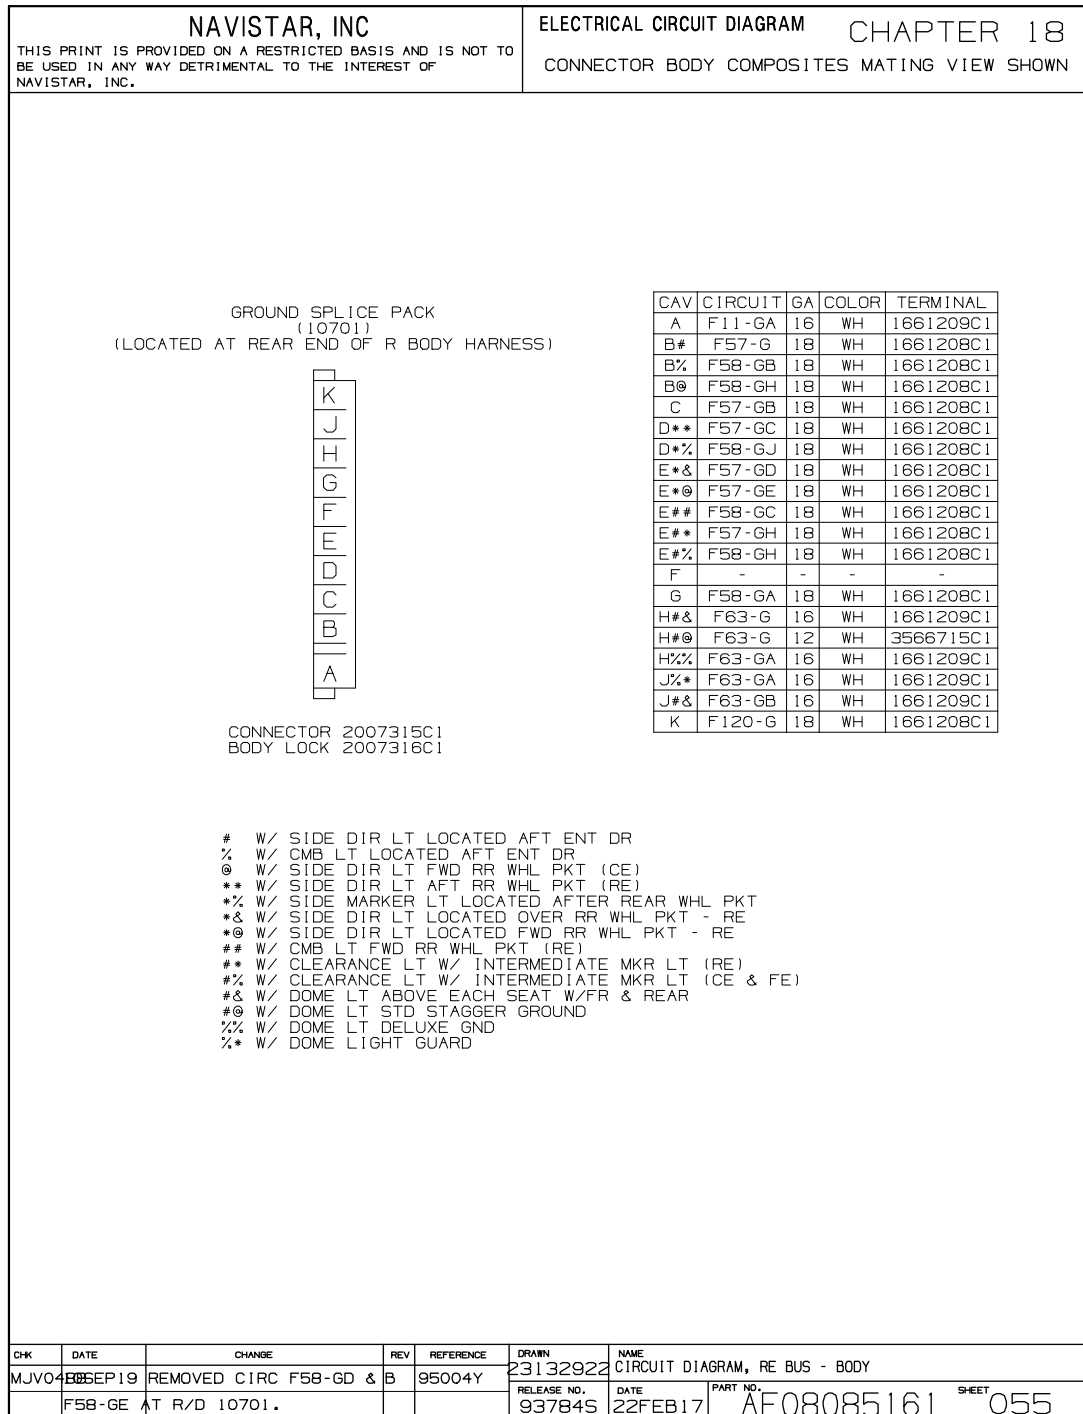 NAVISTAR, INC
THIS PRINT IS PROVIDED ON A RESTRICTED BASIS AND IS NOT TO
BE USED IN ANY WAY DETRIMENTAL TO THE INTEREST OF
NAVISTAR, INC.
ELECTRICAL CIRCUIT DIAGRAM CHAPTER 18
CONNECTOR BODY COMPOSITES MATING VIEW SHOWN
GROUND SPLICE PACK
(10701)
(LOCATED AT REAR END OF R BODY HARNESS)
K
J
H
G
F
E
D
C
B
A
CONNECTOR 2007315C1
BODY LOCK 2007316C1
CAV CIRCUIT GA COLOR TERMINAL
A F11-GA 16 WH 1661209C1
B# F57-G 18 WH 1661208C1
B% F58-GB 18 WH 1661208C1
B@ F58-GH 18 WH 1661208C1
C F57-GB 18 WH 1661208C1
D** F57-GC 18 WH 1661208C1
D*% F58-GJ 18 WH 1661208C1
E*& F57-GD 18 WH 1661208C1
E*@ F57-GE 18 WH 1661208C1
E## F58-GC 18 WH 1661208C1
E#* F57-GH 18 WH 1661208C1
E#% F58-GH 18 WH 1661208C1
F - - - -
G F58-GA 18 WH 1661208C1
H#& F63-G 16 WH 1661209C1
H#@ F63-G 12 WH 3566715C1
H%% F63-GA 16 WH 1661209C1
J%* F63-GA 16 WH 1661209C1
J#& F63-GB 16 WH 1661209C1
K F120-G 18 WH 1661208C1
# W/ SIDE DIR LT LOCATED AFT ENT DR
% W/ CMB LT LOCATED AFT ENT DR
@ W/ SIDE DIR LT FWD RR WHL PKT (CE)
** W/ SIDE DIR LT AFT RR WHL PKT (RE)
*% W/ SIDE MARKER LT LOCATED AFTER REAR WHL PKT
*& W/ SIDE DIR LT LOCATED OVER RR WHL PKT - RE
*@ W/ SIDE DIR LT LOCATED FWD RR WHL PKT - RE
## W/ CMB LT FWD RR WHL PKT (RE)
#* W/ CLEARANCE LT W/ INTERMEDIATE MKR LT (RE)
#% W/ CLEARANCE LT W/ INTERMEDIATE MKR LT (CE & FE)
#& W/ DOME LT ABOVE EACH SEAT W/FR & REAR
#@ W/ DOME LT STD STAGGER GROUND
%% W/ DOME LT DELUXE GND
%* W/ DOME LIGHT GUARD
CHK DATE CHANGE REV REFERENCE
REMOVED CIRC F58-GD & B 95004Y
F58-GE AT R/D 10701.
DRAWN 23132922
NAME CIRCUIT DIAGRAM, RE BUS - BODY
RELEASE NO. 93784S
DATE 22FEB17
PART NO. AF08085161
SHEET 055